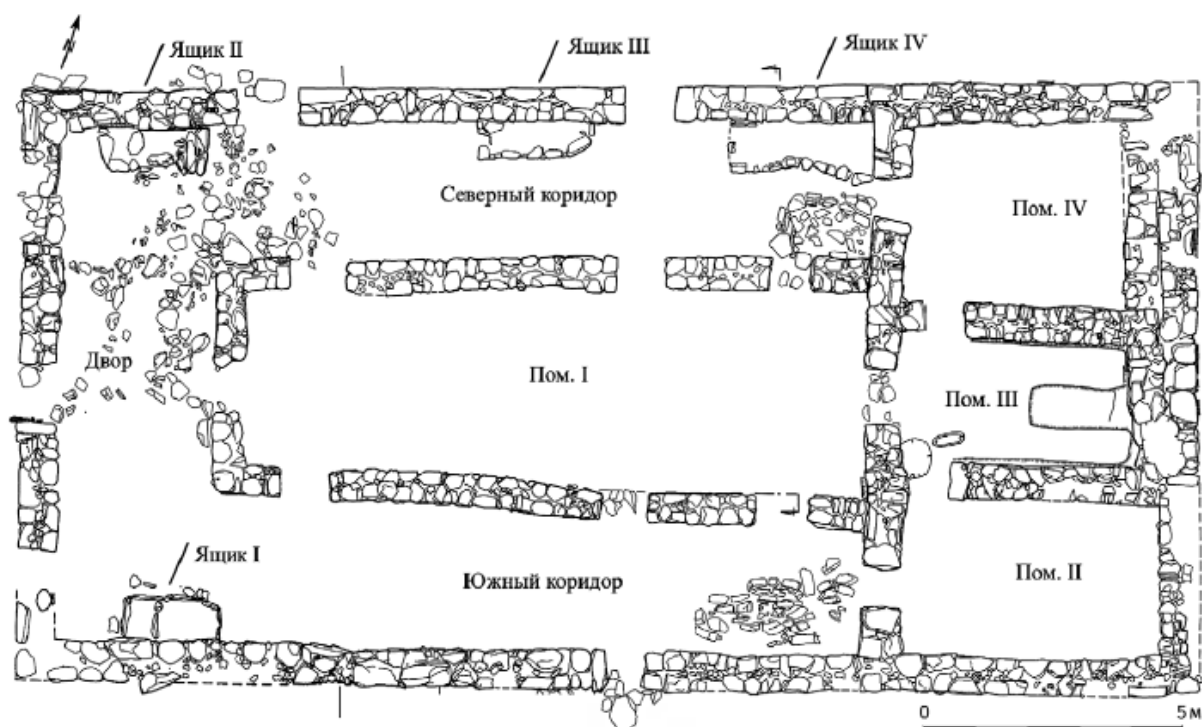 N
Ящик II
Ящик III
Ящик IV
Северный коридор
Пом. IV
Двор
Пом. I
Пом. III
Ящик I
Южный коридор
Пом. II
0
5 м